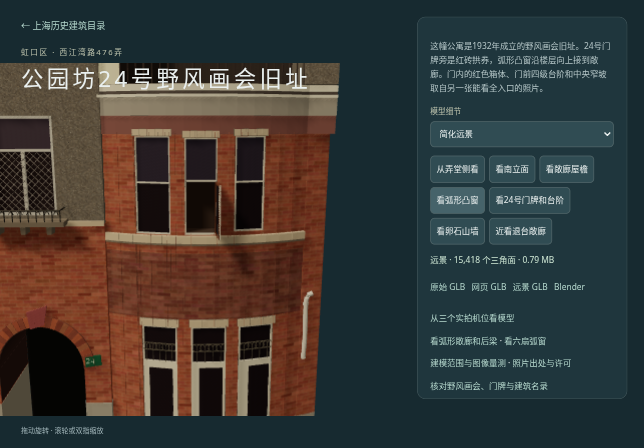 ← 上海历史建筑目录
虹口区 · 西江湾路476弄
公园坊24号野风画会旧址
24
拖动旋转 · 滚轮或双指缩放
这幢公寓是1932年成立的野风画会旧址。24号门
牌旁是红砖拱券，弧形凸窗沿楼层向上接到敞
廊。门内的红色箱体、门前四级台阶和中央窄坡
取自另一张能看全入口的照片。
模型细节
简化远景
从弄堂侧看
看南立面
看敞廊屋檐
看弧形凸窗
看24号门牌和台阶
看卵石山墙
近看退台敞廊
远景 · 15,418 个三角面 · 0.79 MB
原始 GLB 网页 GLB 远景 GLB Blender
从三个实拍机位看模型
看弧形敞廊和后梁 · 看六扇弧窗
建模范围与图像量测 · 照片出处与许可
核对野风画会、门牌与建筑名录